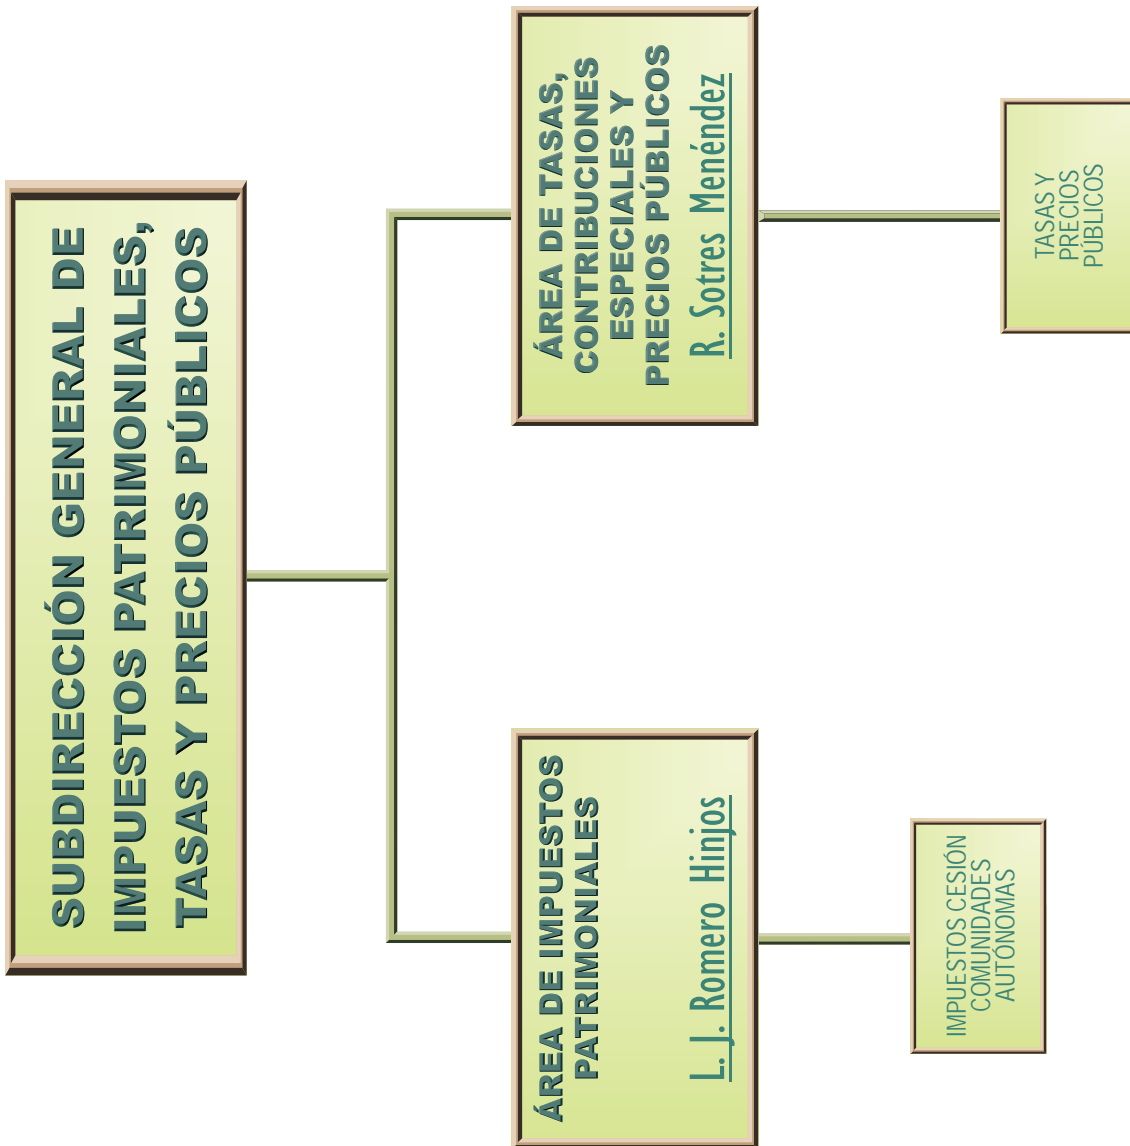 SUBDIRECCIÓN GENERAL DE
IMPUESTOS PATRIMONIALES,
TASAS Y PRECIOS PÚBLICOS
ÁREA DE IMPUESTOS
PATRIMONIALES
L. J. Romero Hinjos
IMPUESTOS CESIÓN
COMUNIDADES
AUTÓNOMAS
ÁREA DE TASAS,
CONTRIBUCIONES
ESPECIALES Y
PRECIOS PÚBLICOS
R. Sotres Menéndez
TASAS Y
PRECIOS
PÚBLICOS